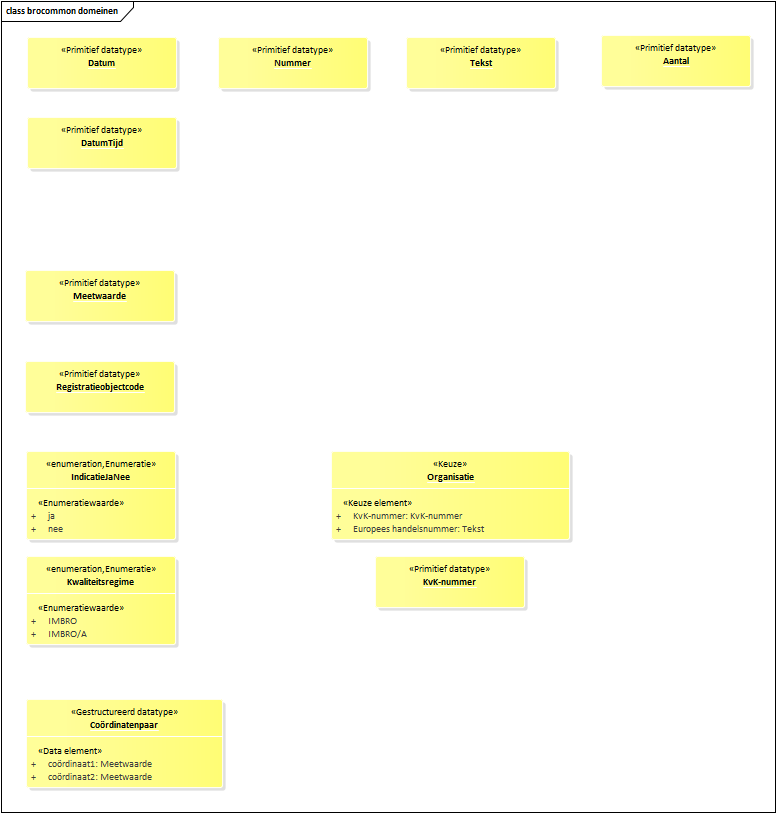 class brocommon domeinen
«Primitief datatype»
Datum
«Primitief datatype»
Nummer
«Primitief datatype»
Tekst
«Primitief datatype»
Aantal
«Primitief datatype»
DatumTijd
«Primitief datatype»
Meetwaarde
«Primitief datatype»
Registratieobjectcode
«enumeration,Enumeratie»
IndicatieJaNee
«Enumeratiewaarde»
+ ja
+ nee
«Keuze»
Organisatie
«Keuze element»
+ KvK-nummer: KvK-nummer
+ Europees handelsnummer: Tekst
«enumeration,Enumeratie»
Kwaliteitsregime
«Enumeratiewaarde»
+ IMBRO
+ IMBRO/A
«Primitief datatype»
KvK-nummer
«Gestructureerd datatype»
Coördinatenpaar
«Data element»
+ coördinaat1: Meetwaarde
+ coördinaat2: Meetwaarde